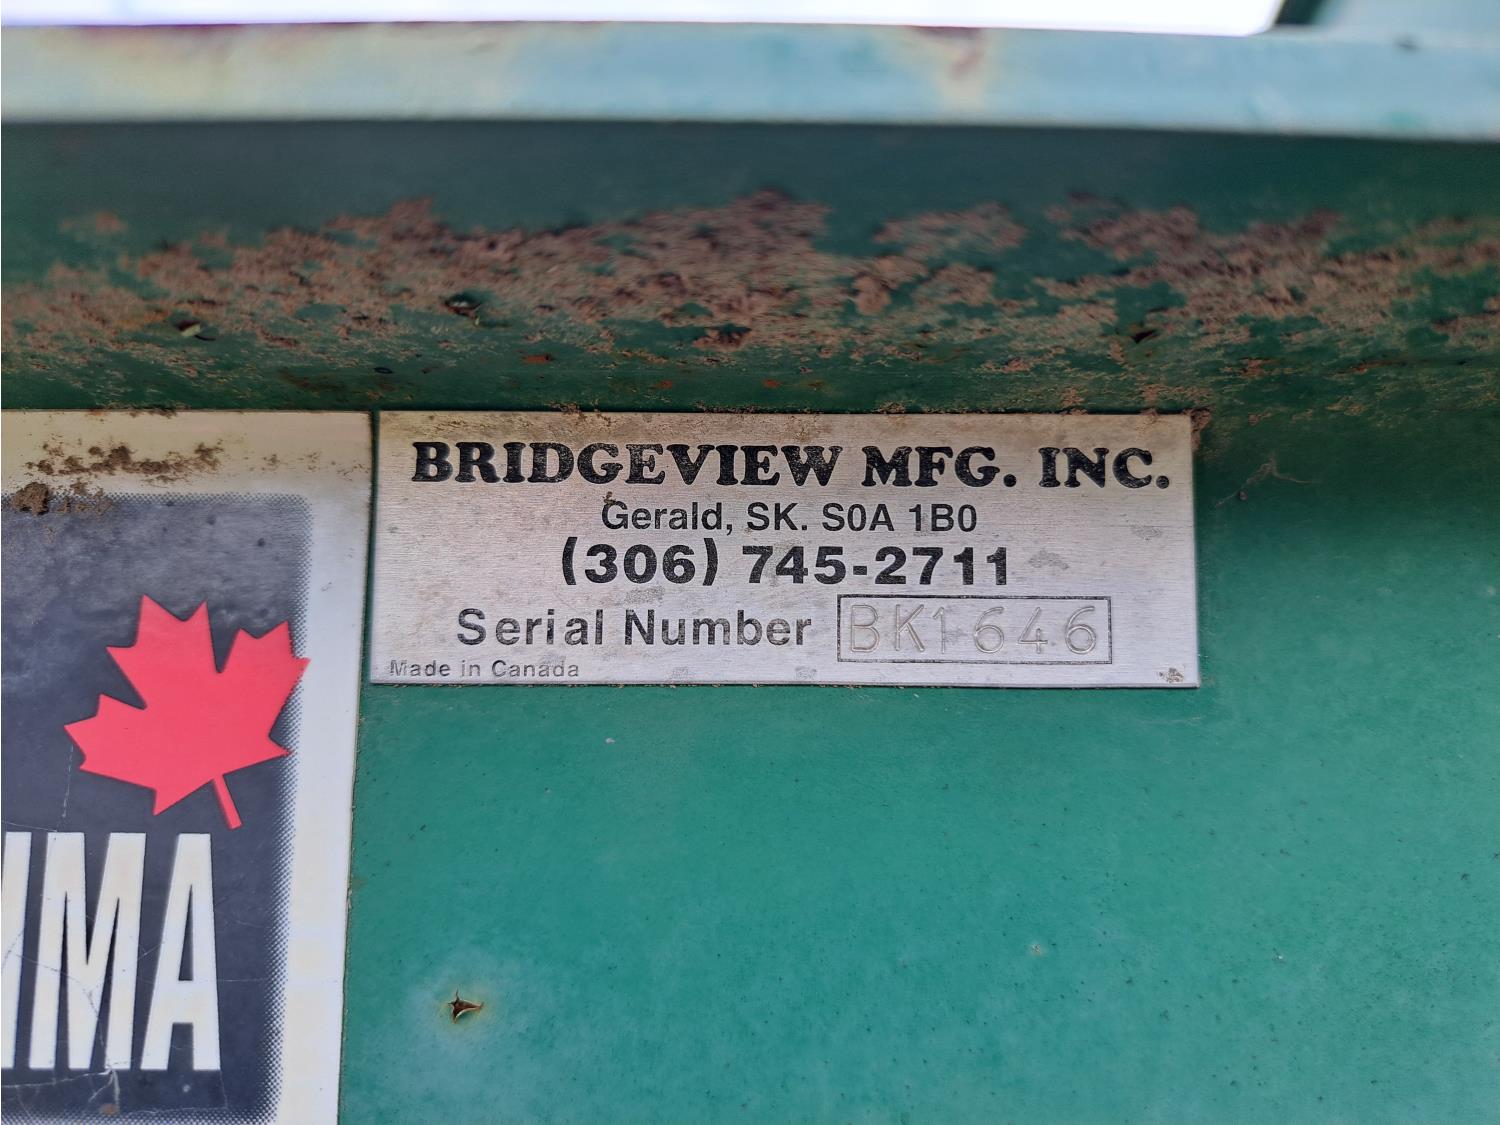 BRIDGEVIEW MFG. INC.
Gerald, SK. S0A 1B0
(306) 745-2711
Serial Number BK1646
Made in Canada
MA